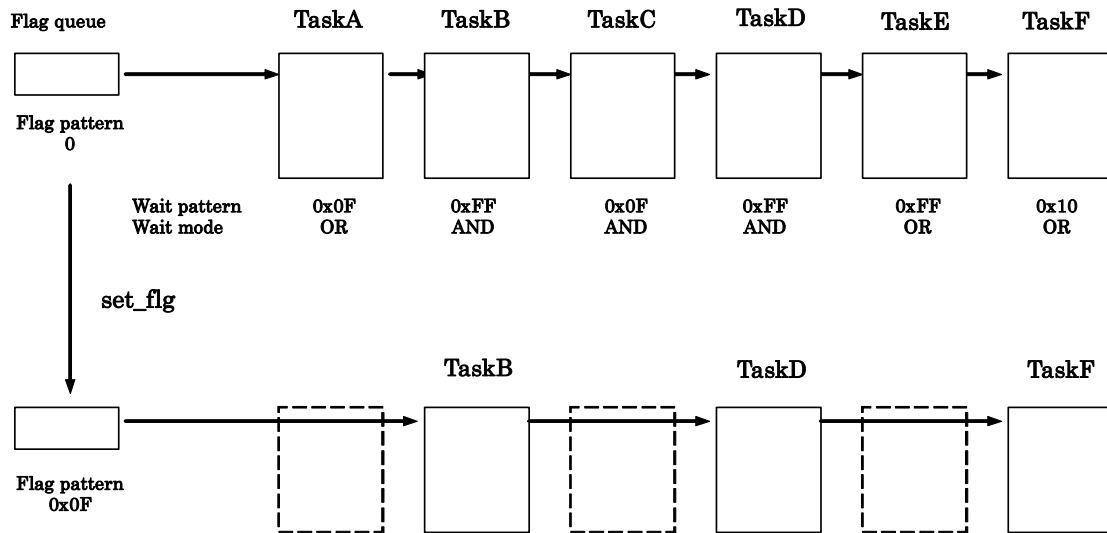 Flag queue
TaskA TaskB TaskC TaskD TaskE TaskF
Flag pattern
0
Wait pattern 0x0F 0xFF 0x0F 0xFF 0xFF 0x10
Wait mode OR AND AND AND OR OR
set_flg
TaskB TaskD TaskF
Flag pattern
0x0F